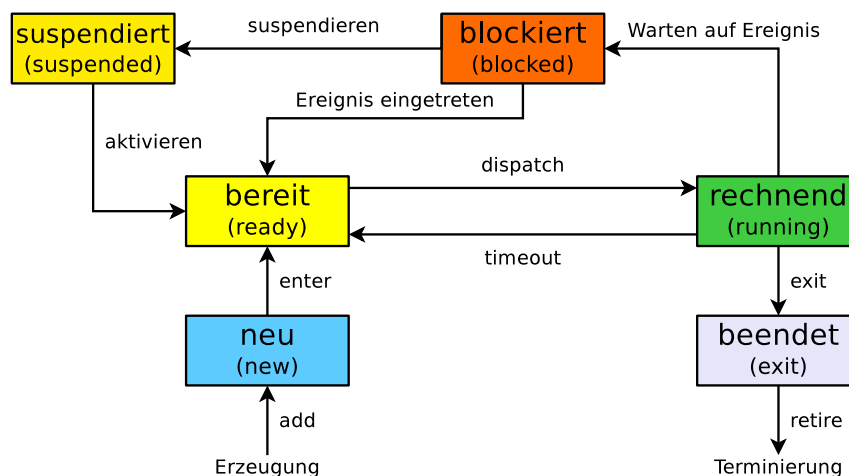 suspendiert
(suspended)
suspendieren
blockiert
(blocked)
Warten auf Ereignis
Ereignis eingetreten
aktivieren
bereit
(ready)
dispatch
rechnend
(running)
timeout
enter
exit
neu
(new)
beendet
(exit)
add
retire
Erzeugung
Terminierung